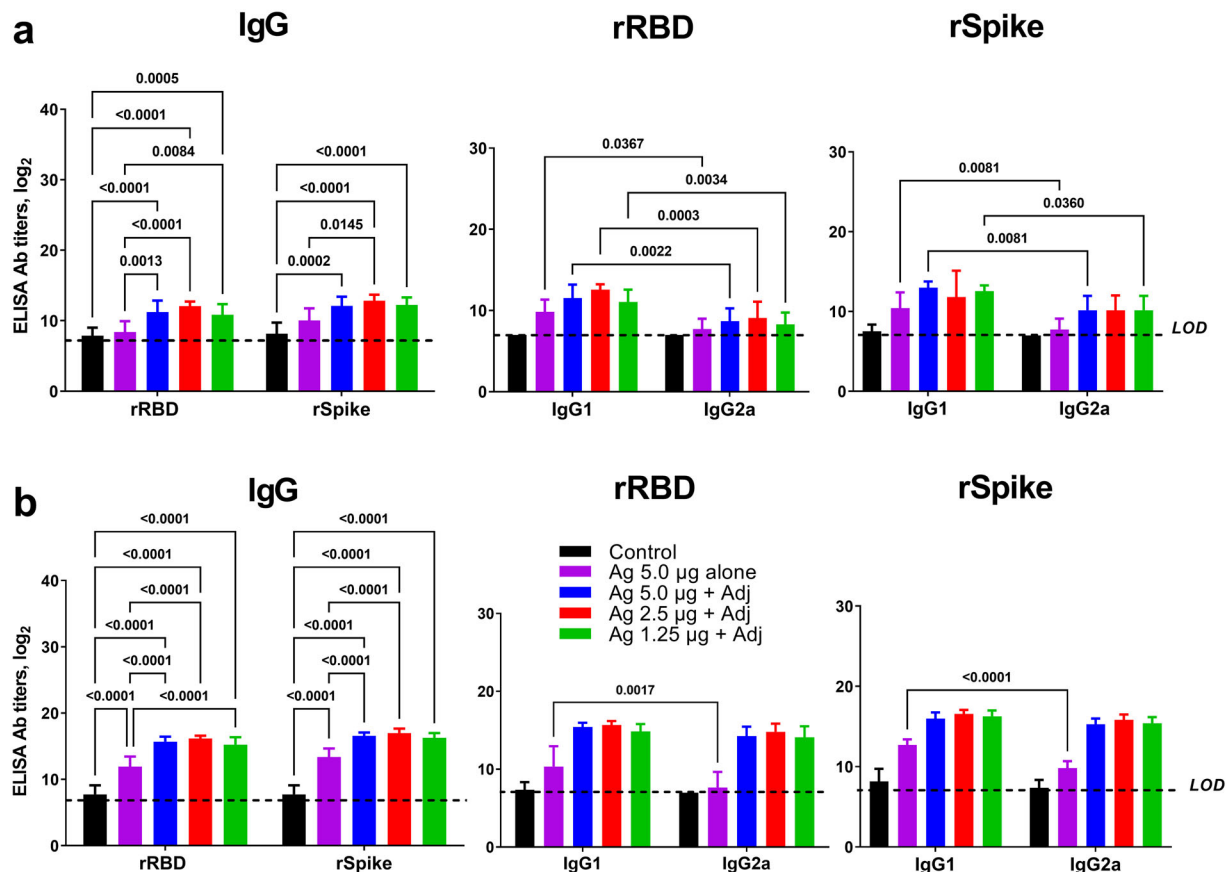 a
IgG
rRBD
rSpike
ELISA Ab titers, log2
40
30
20
10
0
0.0005
<0.0001
0.0084
<0.0001
<0.0001
0.0013
<0.0001
<0.0001
0.0145
0.0002
rRBD
rSpike
30
20
10
0
0.0367
0.0034
0.0003
0.0022
IgG1
IgG2a
30
20
10
0
0.0081
0.0360
0.0081
LOD
IgG1
IgG2a
b
IgG
rRBD
rSpike
ELISA Ab titers, log2
40
30
20
10
0
<0.0001
<0.0001
<0.0001
<0.0001
<0.0001
<0.0001
<0.0001
<0.0001
<0.0001
<0.0001
<0.0001
<0.0001
<0.0001
rRBD
rSpike
Control
Ag 5.0 µg alone
Ag 5.0 µg + Adj
Ag 2.5 µg + Adj
Ag 1.25 µg + Adj
30
20
10
0
0.0017
IgG1
IgG2a
30
20
10
0
<0.0001
LOD
IgG1
IgG2a